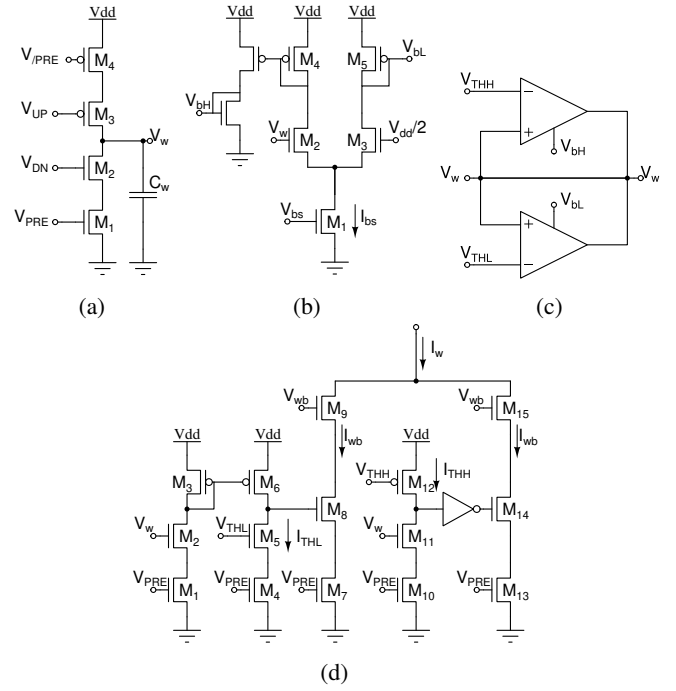 Vdd
V/PRE M4
VUP M3
Vw
VDN M2
Cw
VPRE M1
(a)
Vdd Vdd Vdd
M4 M5 VbL
VbH
Vw M2 M3 Vdd/2
Vbs M1 Ibs
(b)
VTHH −
+ VbH
Vw Vw
VbL
+
VTHL −
(c)
Iw
Vwb M9 Vwb M15
Iwb Iwb
Vdd Vdd Vdd
M3 M6 VTHH M12 ITHH
M8 M14
Vw M2 VTHL M5 ITHL Vw M11
VPRE M1 VPRE M4 VPRE M7 VPRE M10 VPRE M13
(d)